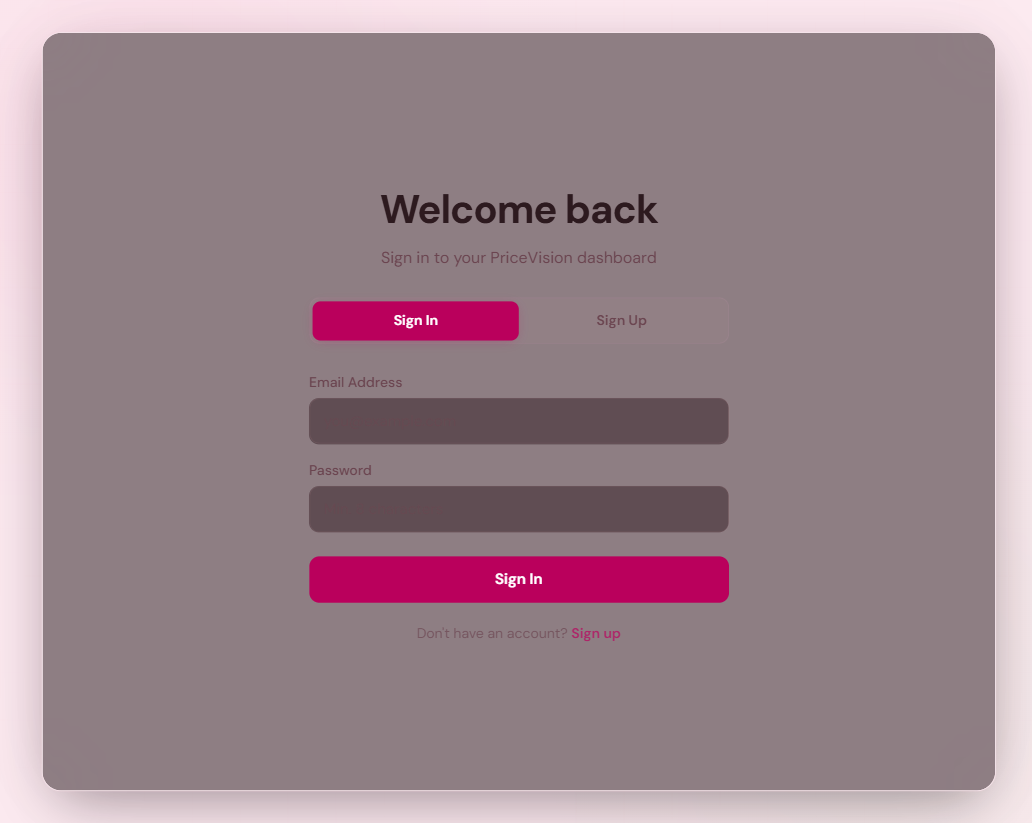 Welcome back
Sign in to your PriceVision dashboard
Sign In
Sign Up
Email Address
Password
Sign In
Don't have an account? Sign up